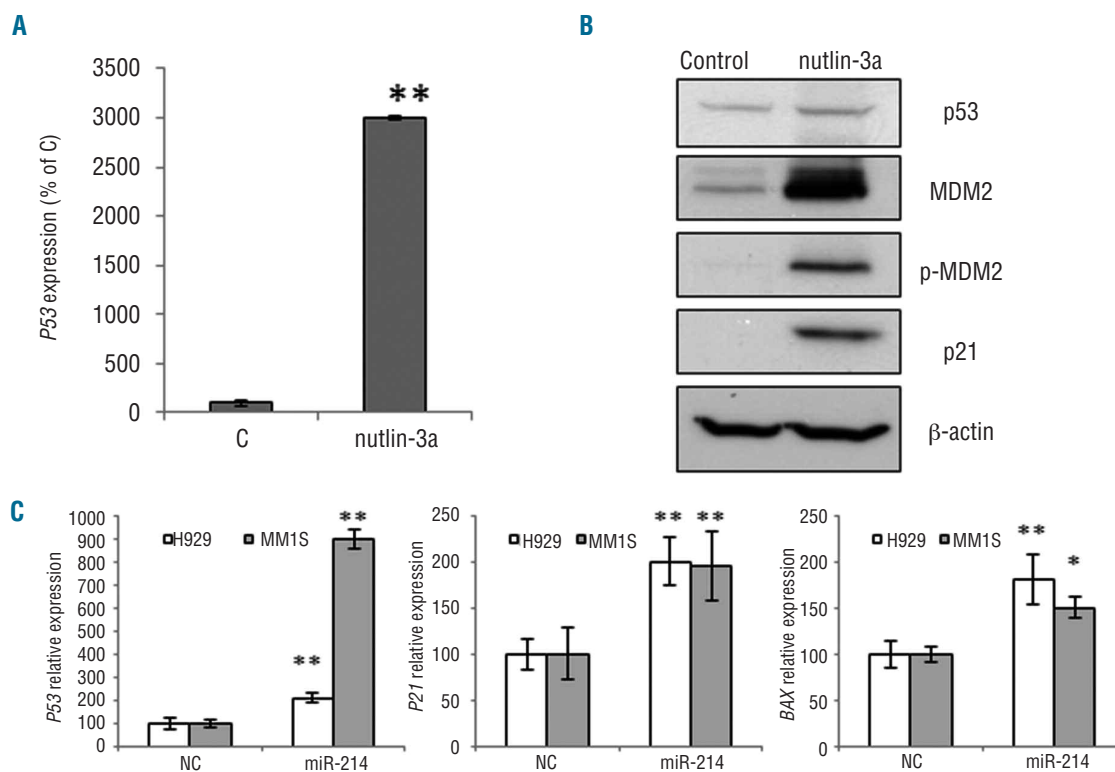 A
P53 expression (% of C)
3500
3000
2500
2000
1500
1000
500
0
**
C nutlin-3a
B
Control nutlin-3a
p53
MDM2
p-MDM2
p21
β-actin
C
P53 relative expression
1000
900
800
700
600
500
400
300
200
100
0
H929 MM1S
**
**
NC miR-214
P21 relative expression
250
200
150
100
50
0
H929 MM1S
** **
NC miR-214
BAX relative expression
250
200
150
100
50
0
H929 MM1S
**
*
NC miR-214